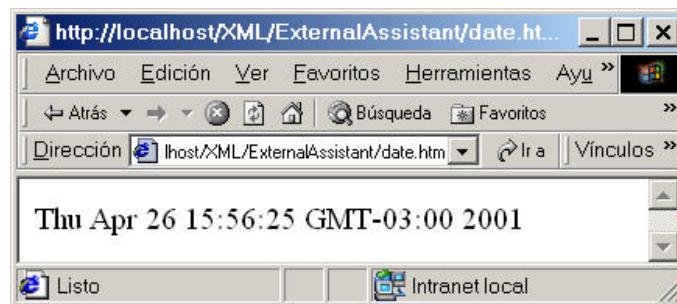 http://localhost/XML/ExternalAssistant/date.ht...
Archivo Edición Ver Favoritos Herramientas Ayu »
Atrás Búsqueda Favoritos »
Dirección lhost/XML/ExternalAssistant/date.htm Ir a Vínculos »
Thu Apr 26 15:56:25 GMT-03:00 2001
Listo Intranet local